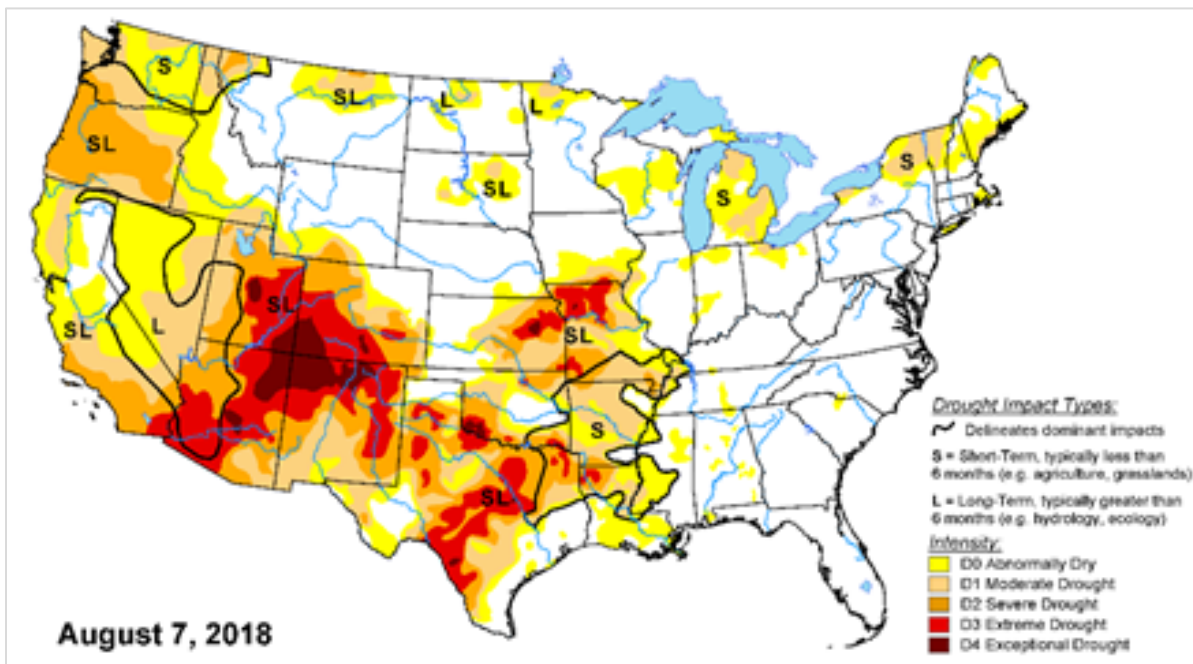 S
SL
L
L
SL
SL
S
S
SL
SL
L
SL
SL
S
SL
Drought Impact Types:
Delineates dominant impacts
S = Short-Term, typically less than
6 months (e.g. agriculture, grasslands)
L = Long-Term, typically greater than
6 months (e.g. hydrology, ecology)
Intensity:
D0 Abnormally Dry
D1 Moderate Drought
D2 Severe Drought
D3 Extreme Drought
D4 Exceptional Drought
August 7, 2018